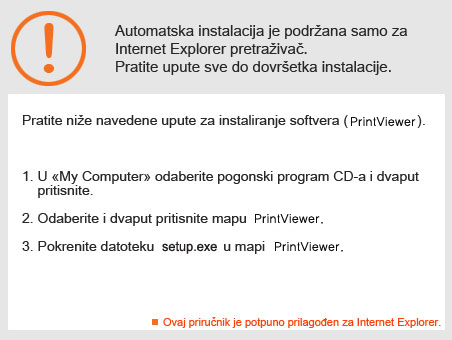 Automatska instalacija je podržana samo za
Internet Explorer pretraživač.
Pratite upute sve do dovršetka instalacije.
Pratite niže navedene upute za instaliranje softvera (PrintViewer).
1. U «My Computer» odaberite pogonski program CD-a i dvaput
pritisnite.
2. Odaberite i dvaput pritisnite mapu PrintViewer.
3. Pokrenite datoteku setup.exe u mapi PrintViewer.
Ovaj priručnik je potpuno prilagođen za Internet Explorer.